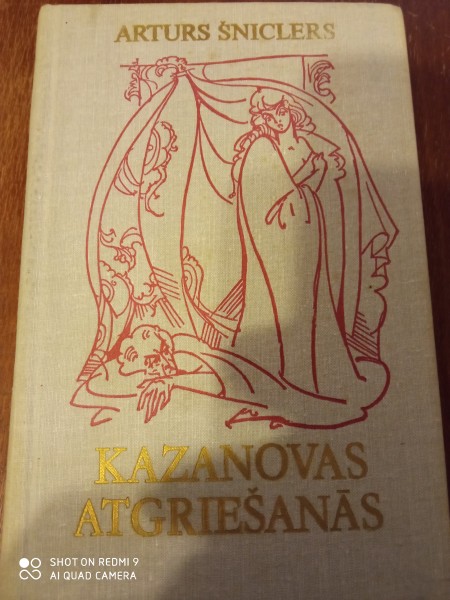 ARTURS ŠNICLERS
KAZANOVAS
ATGRIEŠANĀS
SHOT ON REDMI 9
AI QUAD CAMERA